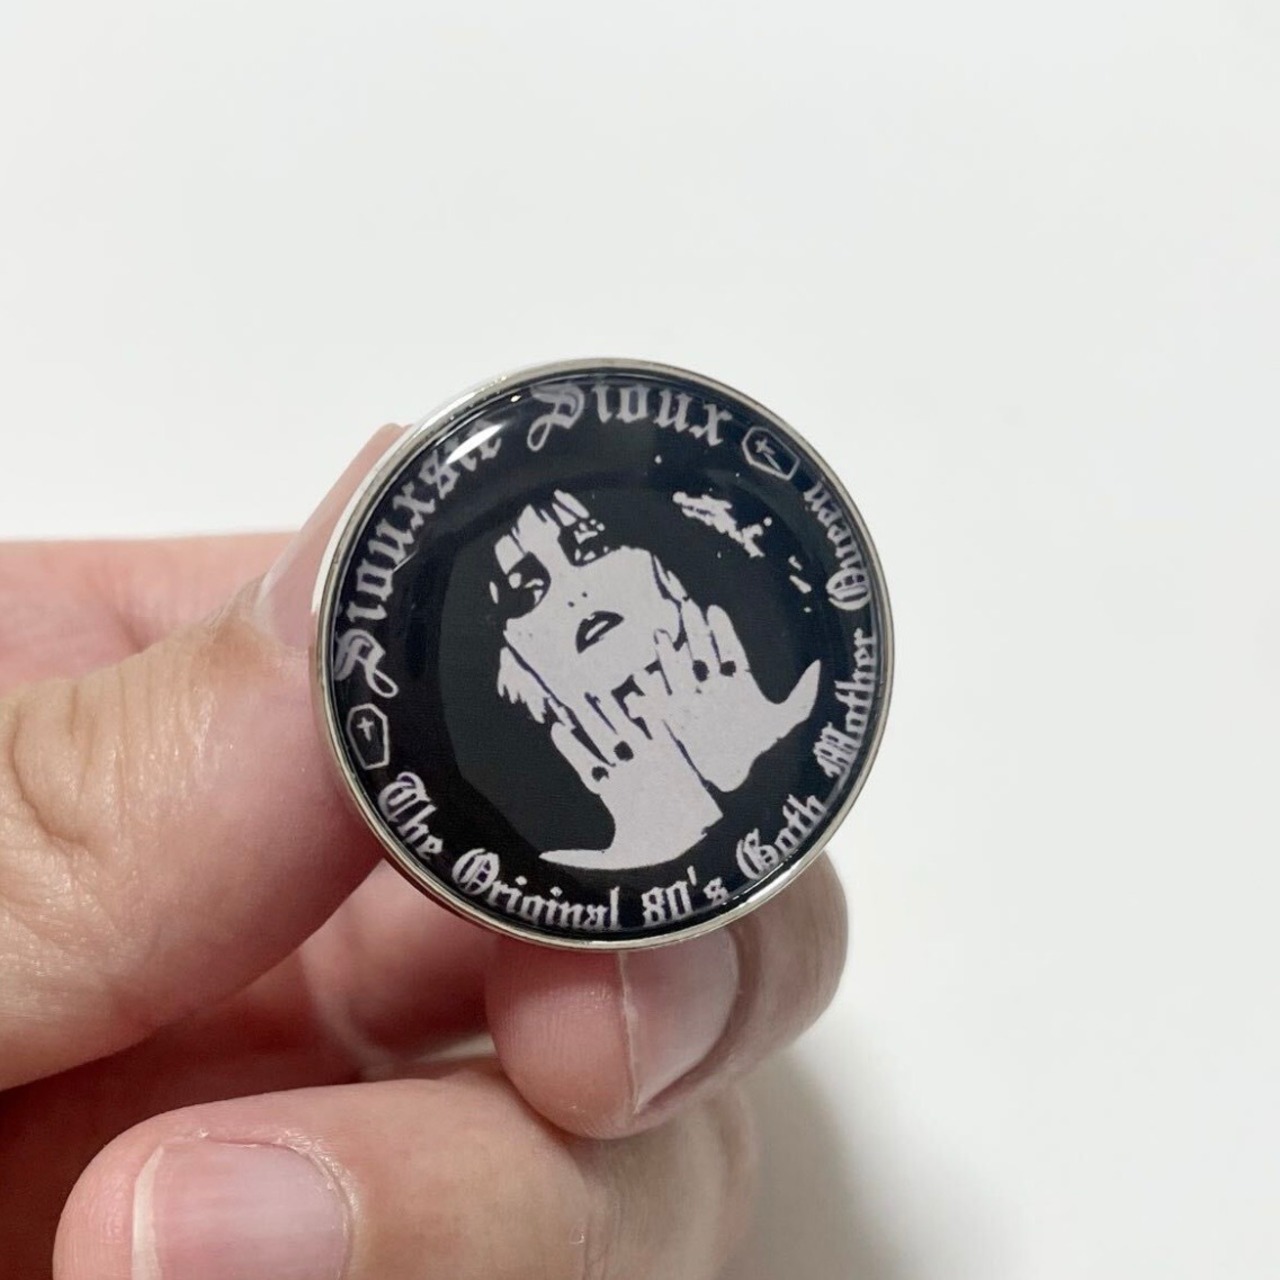 Siouxsie Sioux
The Original 80's Goth Mother Queen